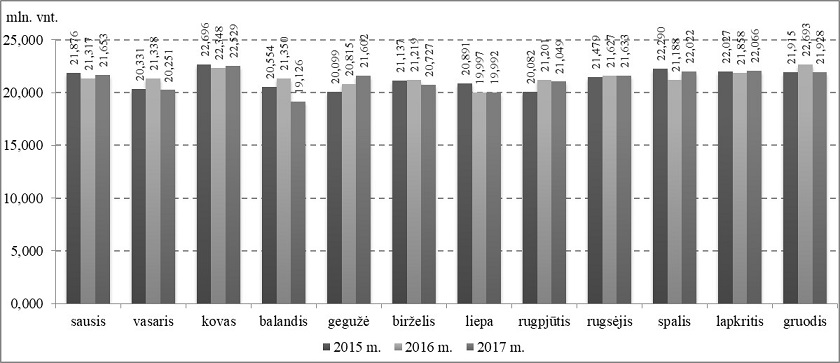 mln. vnt.
25,000
20,000
15,000
10,000
5,000
0,000
21,876 21,317 21,653
20,331 21,338 20,251
22,696 22,348 22,529
20,554 21,350 19,126
20,099 20,815 21,602
21,137 21,219 20,727
20,891 19,997 19,992
20,082 21,201 21,049
21,479 21,627 21,633
22,290 21,188 22,022
22,027 21,858 22,066
21,915 22,693 21,928
sausis vasaris kovas balandis gegužė birželis liepa rugpjūtis rugsėjis spalis lapkritis gruodis
2015 m. 2016 m. 2017 m.